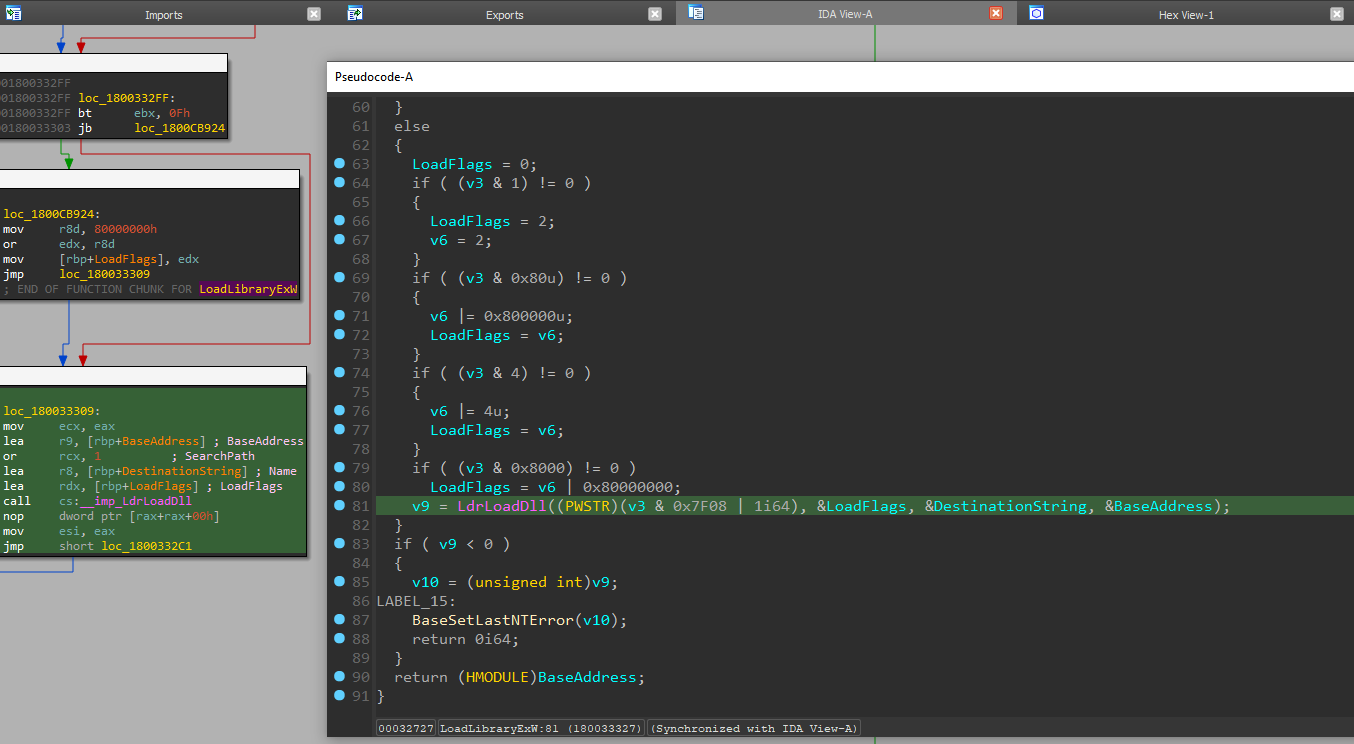 Imports
Exports
IDA View-A
Hex View-1
001800332FF
001800332FF loc_1800332FF:
001800332FF bt ebx, 0Fh
00180033303 jb loc_1800CB924
loc_1800CB924:
mov r8d, 80000000h
or edx, r8d
mov [rbp+LoadFlags], edx
jmp loc_180033309
; END OF FUNCTION CHUNK FOR LoadLibraryExW
loc_180033309:
mov ecx, eax
lea r9, [rbp+BaseAddress] ; BaseAddress
or rcx, 1 ; SearchPath
lea r8, [rbp+DestinationString] ; Name
lea rdx, [rbp+LoadFlags] ; LoadFlags
call cs:__imp_LdrLoadDll
nop dword ptr [rax+rax+00h]
mov esi, eax
jmp short loc_1800332C1
Pseudocode-A
60 }
61 else
62 {
63 LoadFlags = 0;
64 if ( (v3 & 1) != 0 )
65 {
66 LoadFlags = 2;
67 v6 = 2;
68 }
69 if ( (v3 & 0x80u) != 0 )
70 {
71 v6 |= 0x800000u;
72 LoadFlags = v6;
73 }
74 if ( (v3 & 4) != 0 )
75 {
76 v6 |= 4u;
77 LoadFlags = v6;
78 }
79 if ( (v3 & 0x8000) != 0 )
80 LoadFlags = v6 | 0x80000000;
81 v9 = LdrLoadDll((PWSTR)(v3 & 0x7F08 | 1i64), &LoadFlags, &DestinationString, &BaseAddress);
82 }
83 if ( v9 < 0 )
84 {
85 v10 = (unsigned int)v9;
86 LABEL_15:
87 BaseSetLastNTError(v10);
88 return 0i64;
89 }
90 return (HMODULE)BaseAddress;
91 }
00032727 LoadLibraryExW:81 (180033327) (Synchronized with IDA View-A)